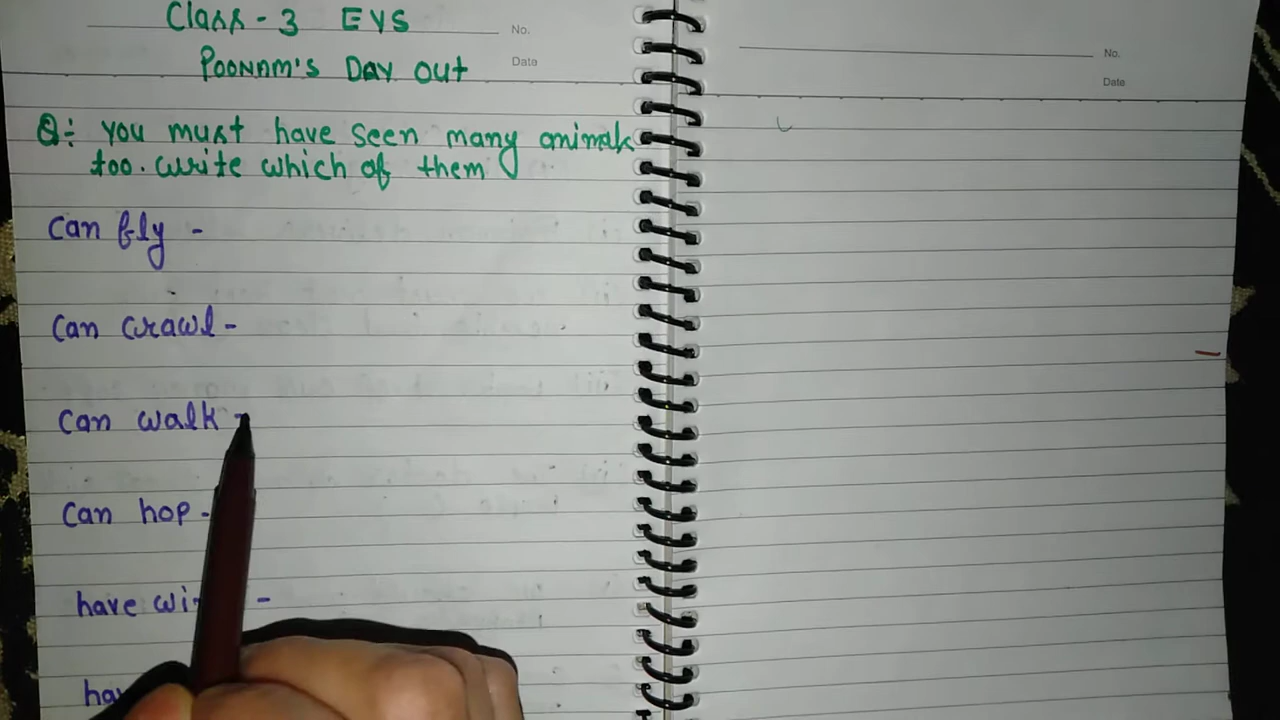 Class - 3 EVS
No.
POONAM'S DAY OUT
Date
No.
Date
Q:- You must have seen many animals
too. write which of them
Can fly -
Can crawl -
Can walk -
Can hop -
have -